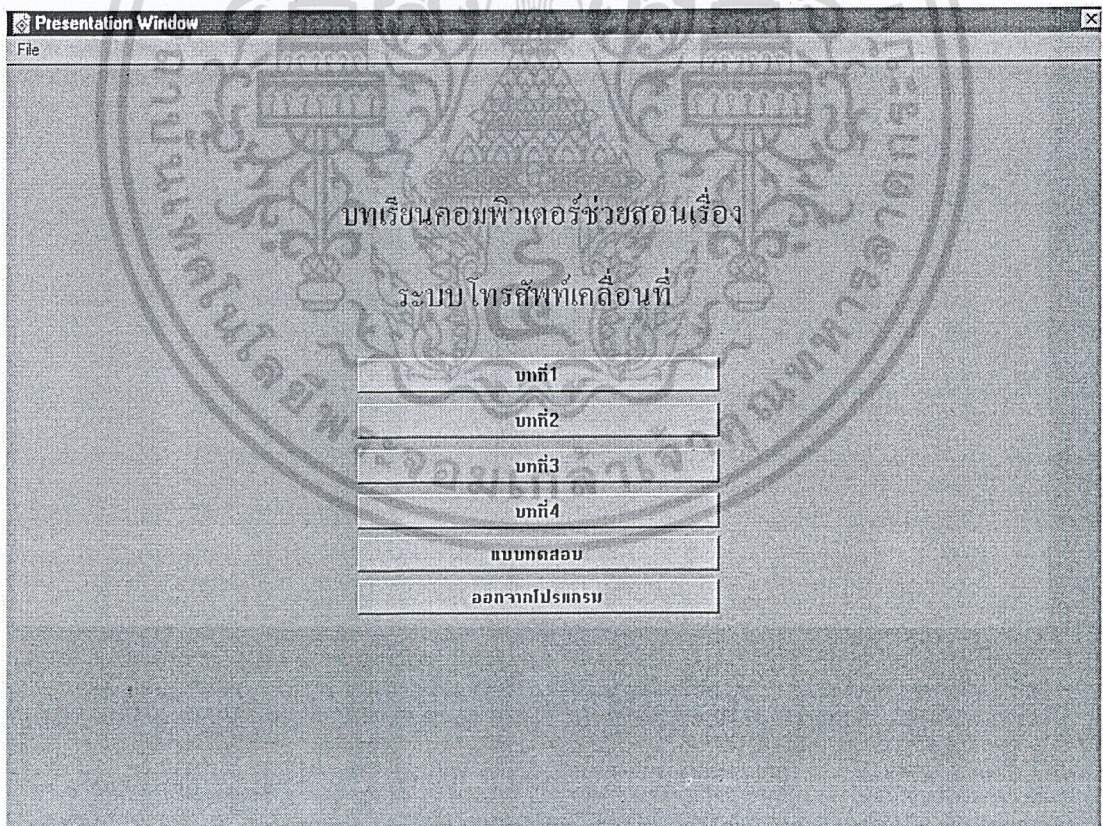 Presentation Window
File
บทเรียนคอมพิวเตอร์ช่วยสอนเรื่อง
ระบบโทรศัพท์เคลื่อนที่
บทที่1
บทที่2
บทที่3
บทที่4
แบบทดสอบ
ออกจากโปรแกรม